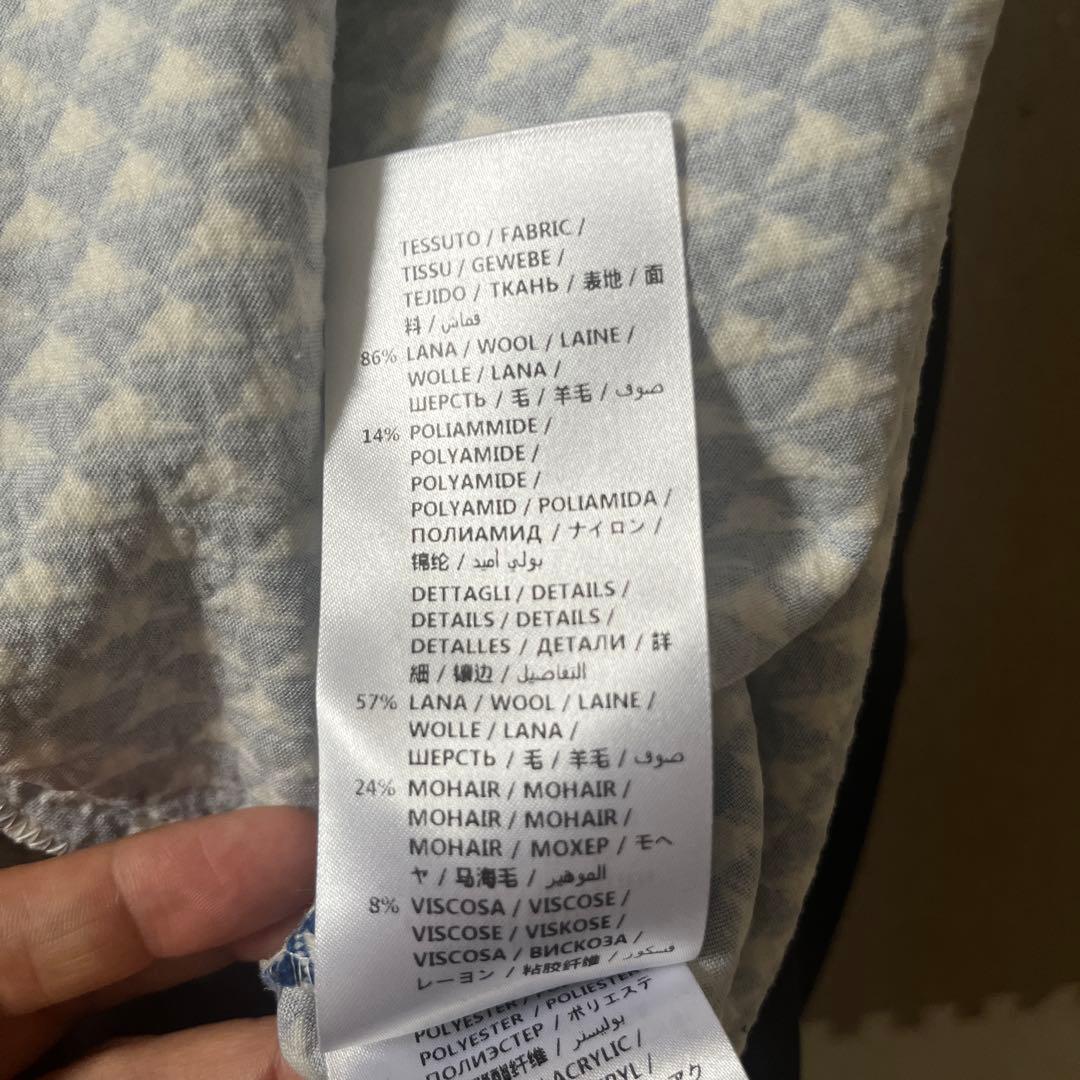 TESSUTO / FABRIC /
TISSU / GEWEBE /
TEJIDO / ТКАНЬ / 表地 / 面
料 / قماش
86% LANA / WOOL / LAINE /
WOLLE / LANA /
ШЕРСТЬ / 毛 / 羊毛 / صوف
14% POLIAMMIDE /
POLYAMIDE /
POLYAMIDE /
POLYAMID / POLIAMIDA /
ПОЛИАМИД / ナイロン /
锦纶 / بولي أميد
DETTAGLI / DETAILS /
DETAILS / DETAILS /
DETALLES / ДЕТАЛИ / 詳
細 / 镶边 / التفاصيل
57% LANA / WOOL / LAINE /
WOLLE / LANA /
ШЕРСТЬ / 毛 / 羊毛 / صوف
24% MOHAIR / MOHAIR /
MOHAIR / MOHAIR /
MOHAIR / МОХЕР / モヘ
ヤ / 马海毛 / الموهير
8% VISCOSA / VISCOSE /
VISCOSE / VISKOSE /
VISCOSA / ВИСКОЗА /
レーヨン / 粘胶纤维 / فسكوز
POLYESTER /
POLYESTER / POLIESTER
ПОЛИЭСТЕР / ポリエステ
纤维 / بوليستر
ACRYLIC /